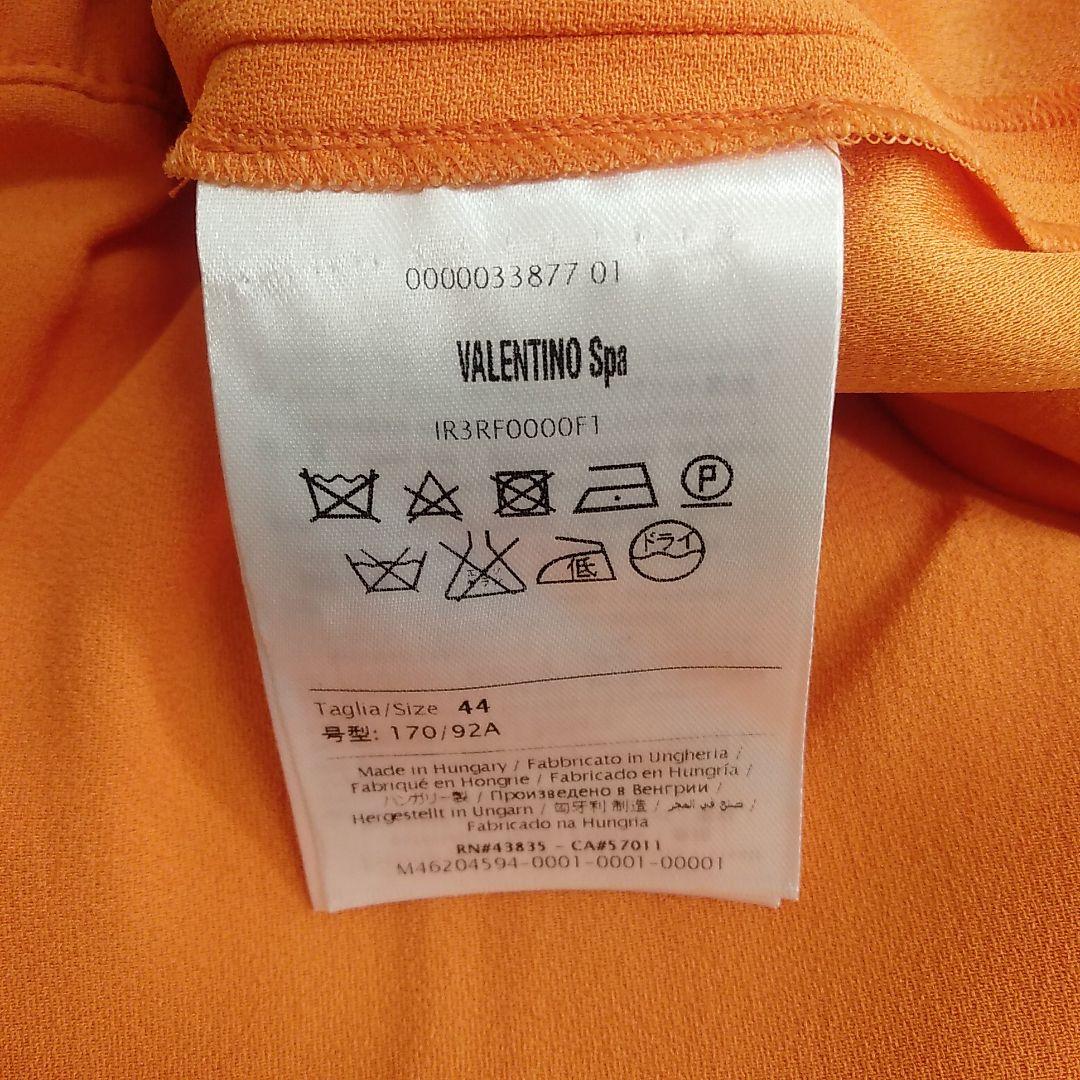 0000033877 01
VALENTINO Spa
IR3RF0000F1
P
ドライ
低
Taglia/Size 44
号型: 170/92A
Made in Hungary / Fabbricato in Ungheria /
Fabriqué en Hongrie / Fabricado en Hungría /
ハンガリー製 / Произведено в Венгрии /
Hergestellt in Ungarn / 匈牙利制造 / صنع في المجر /
Fabricado na Hungria
RN#43835 - CA#57011
M46204594-0001-0001-00001